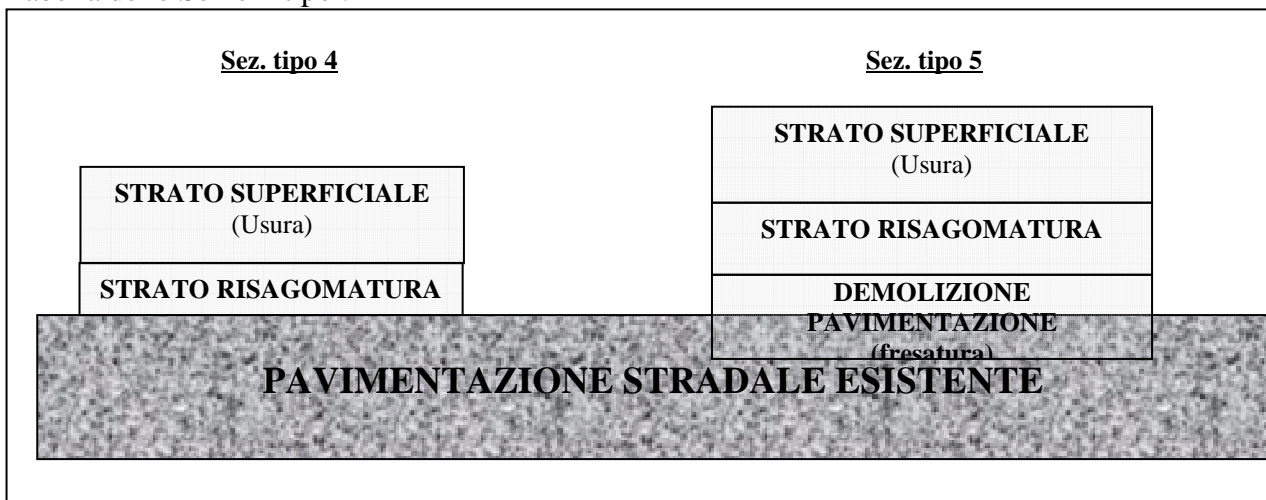 Sez. tipo 4
Sez. tipo 5
STRATO SUPERFICIALE
(Usura)
STRATO RISAGOMATURA
STRATO SUPERFICIALE
(Usura)
STRATO RISAGOMATURA
DEMOLIZIONE
PAVIMENTAZIONE
(fresatura)
PAVIMENTAZIONE STRADALE ESISTENTE